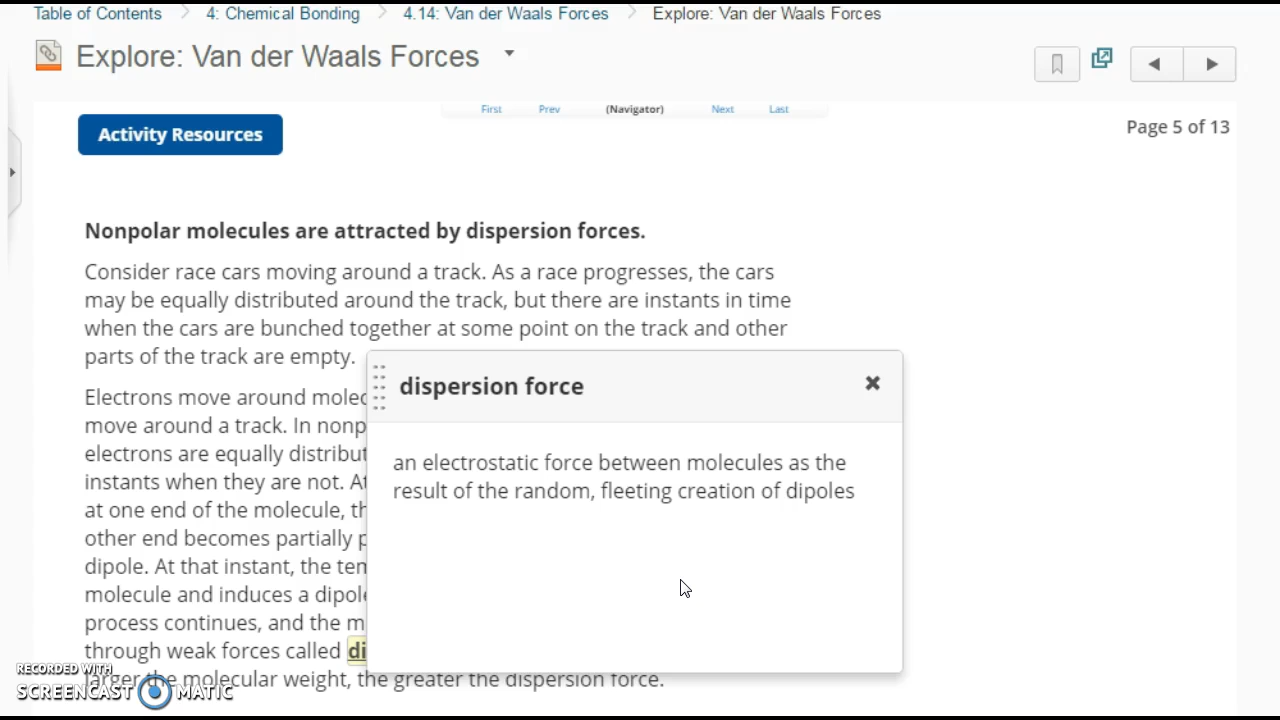 Table of Contents 4: Chemical Bonding 4.14: Van der Waals Forces Explore: Van der Waals Forces
Explore: Van der Waals Forces
First Prev (Navigator) Next Last
Activity Resources
Page 5 of 13
Nonpolar molecules are attracted by dispersion forces.
Consider race cars moving around a track. As a race progresses, the cars
may be equally distributed around the track, but there are instants in time
when the cars are bunched together at some point on the track and other
parts of the track are empty.
Electrons move around
move around a track. In
electrons are equally
instants when they are not.
at one end of the molecule,
other end becomes partially
dipole. At that instant, the
molecule and induces a
process continues, and the
through weak forces called
larger the molecular weight, the greater the dispersion force.
dispersion force
an electrostatic force between molecules as the
result of the random, fleeting creation of dipoles
RECORDED WITH
SCREENCAST MATIC